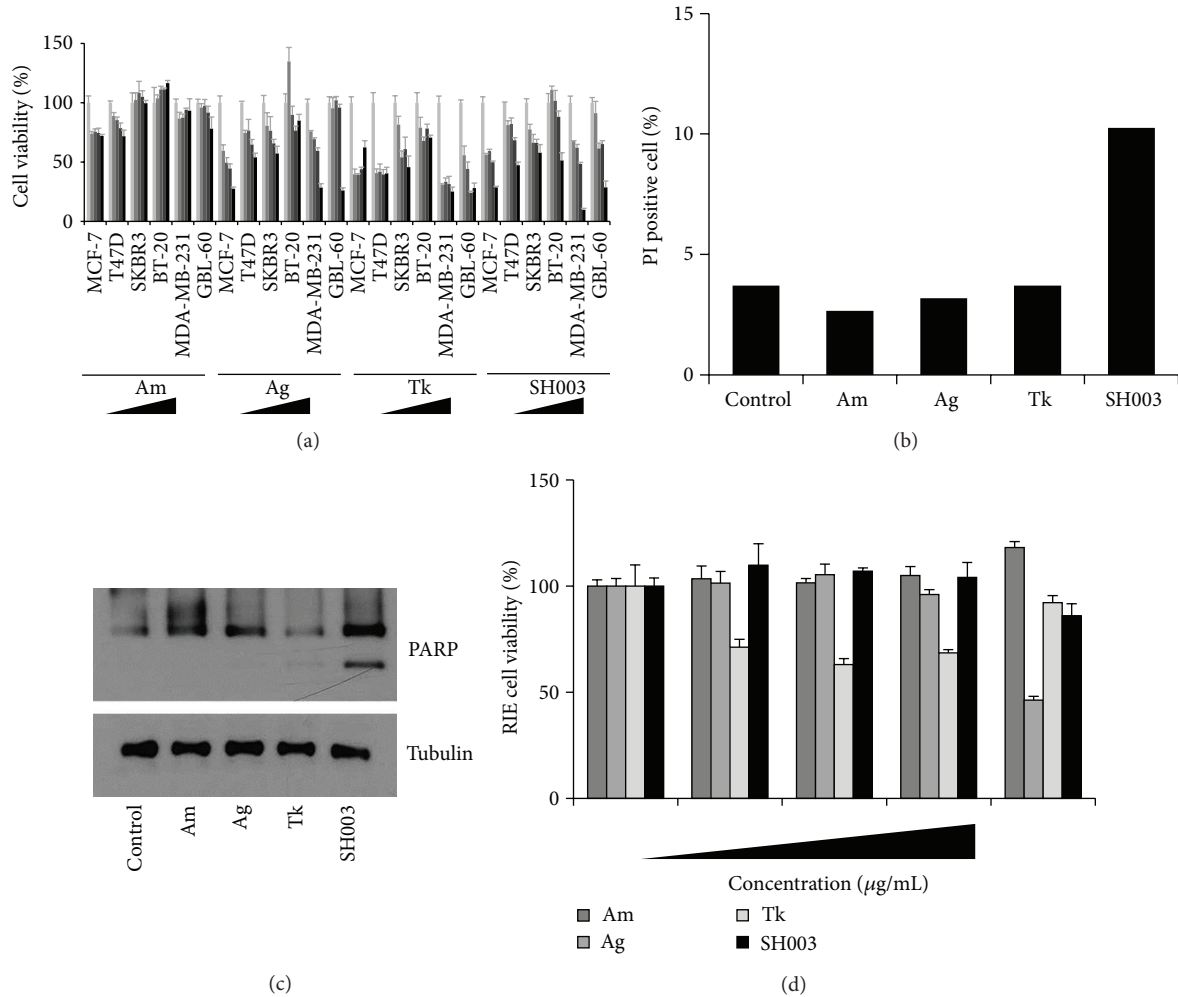 Cell viability (%)
150
100
50
0
MCF-7
T47D
SKBR3
BT-20
MDA-MB-231
GBL-60
MCF-7
T47D
SKBR3
BT-20
MDA-MB-231
GBL-60
MCF-7
T47D
SKBR3
BT-20
MDA-MB-231
GBL-60
MCF-7
T47D
SKBR3
BT-20
MDA-MB-231
GBL-60
Am
Ag
Tk
SH003
(a)
PI positive cell (%)
15
10
5
0
Control
Am
Ag
Tk
SH003
(b)
PARP
Tubulin
Control
Am
Ag
Tk
SH003
(c)
RIE cell viability (%)
150
100
50
0
Concentration (μg/mL)
Am
Tk
Ag
SH003
(d)